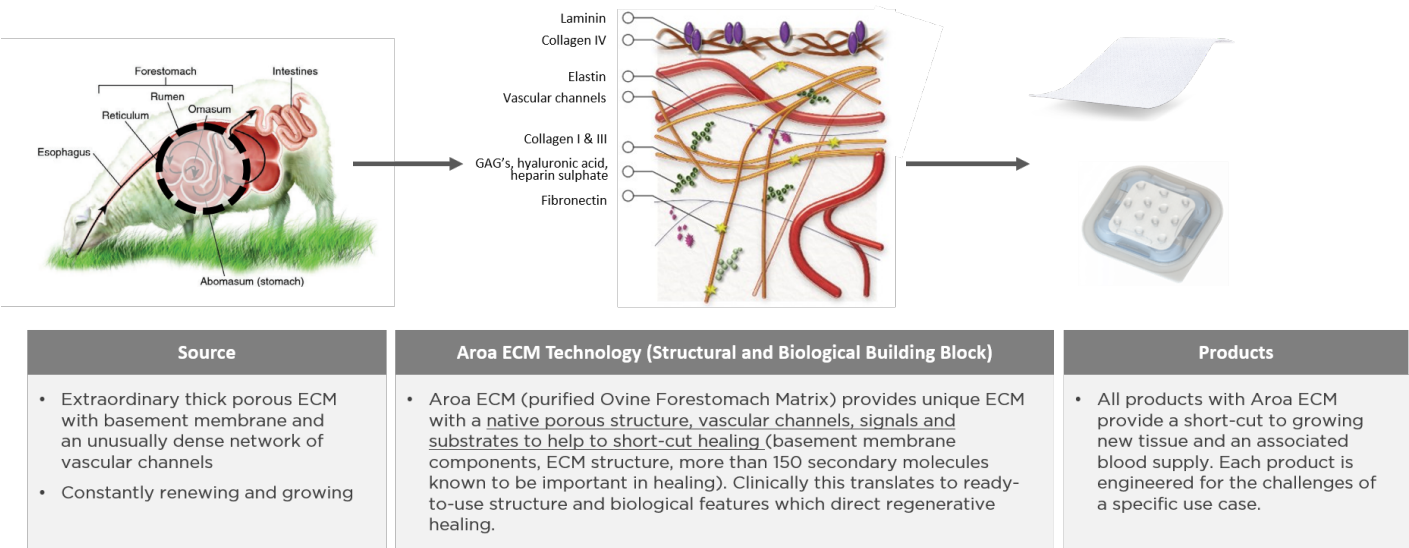 Forestomach
Intestines
Rumen
Omasum
Reticulum
Esophagus
Abomasum (stomach)
Laminin
Collagen IV
Elastin
Vascular channels
Collagen I & III
GAG's, hyaluronic acid,
heparin sulphate
Fibronectin
Source
• Extraordinary thick porous ECM
with basement membrane and
an unusually dense network of
vascular channels
• Constantly renewing and growing
Aroa ECM Technology (Structural and Biological Building Block)
• Aroa ECM (purified Ovine Forestomach Matrix) provides unique ECM
with a native porous structure, vascular channels, signals and
substrates to help to short-cut healing (basement membrane
components, ECM structure, more than 150 secondary molecules
known to be important in healing). Clinically this translates to ready-
to-use structure and biological features which direct regenerative
healing.
Products
• All products with Aroa ECM
provide a short-cut to growing
new tissue and an associated
blood supply. Each product is
engineered for the challenges of
a specific use case.